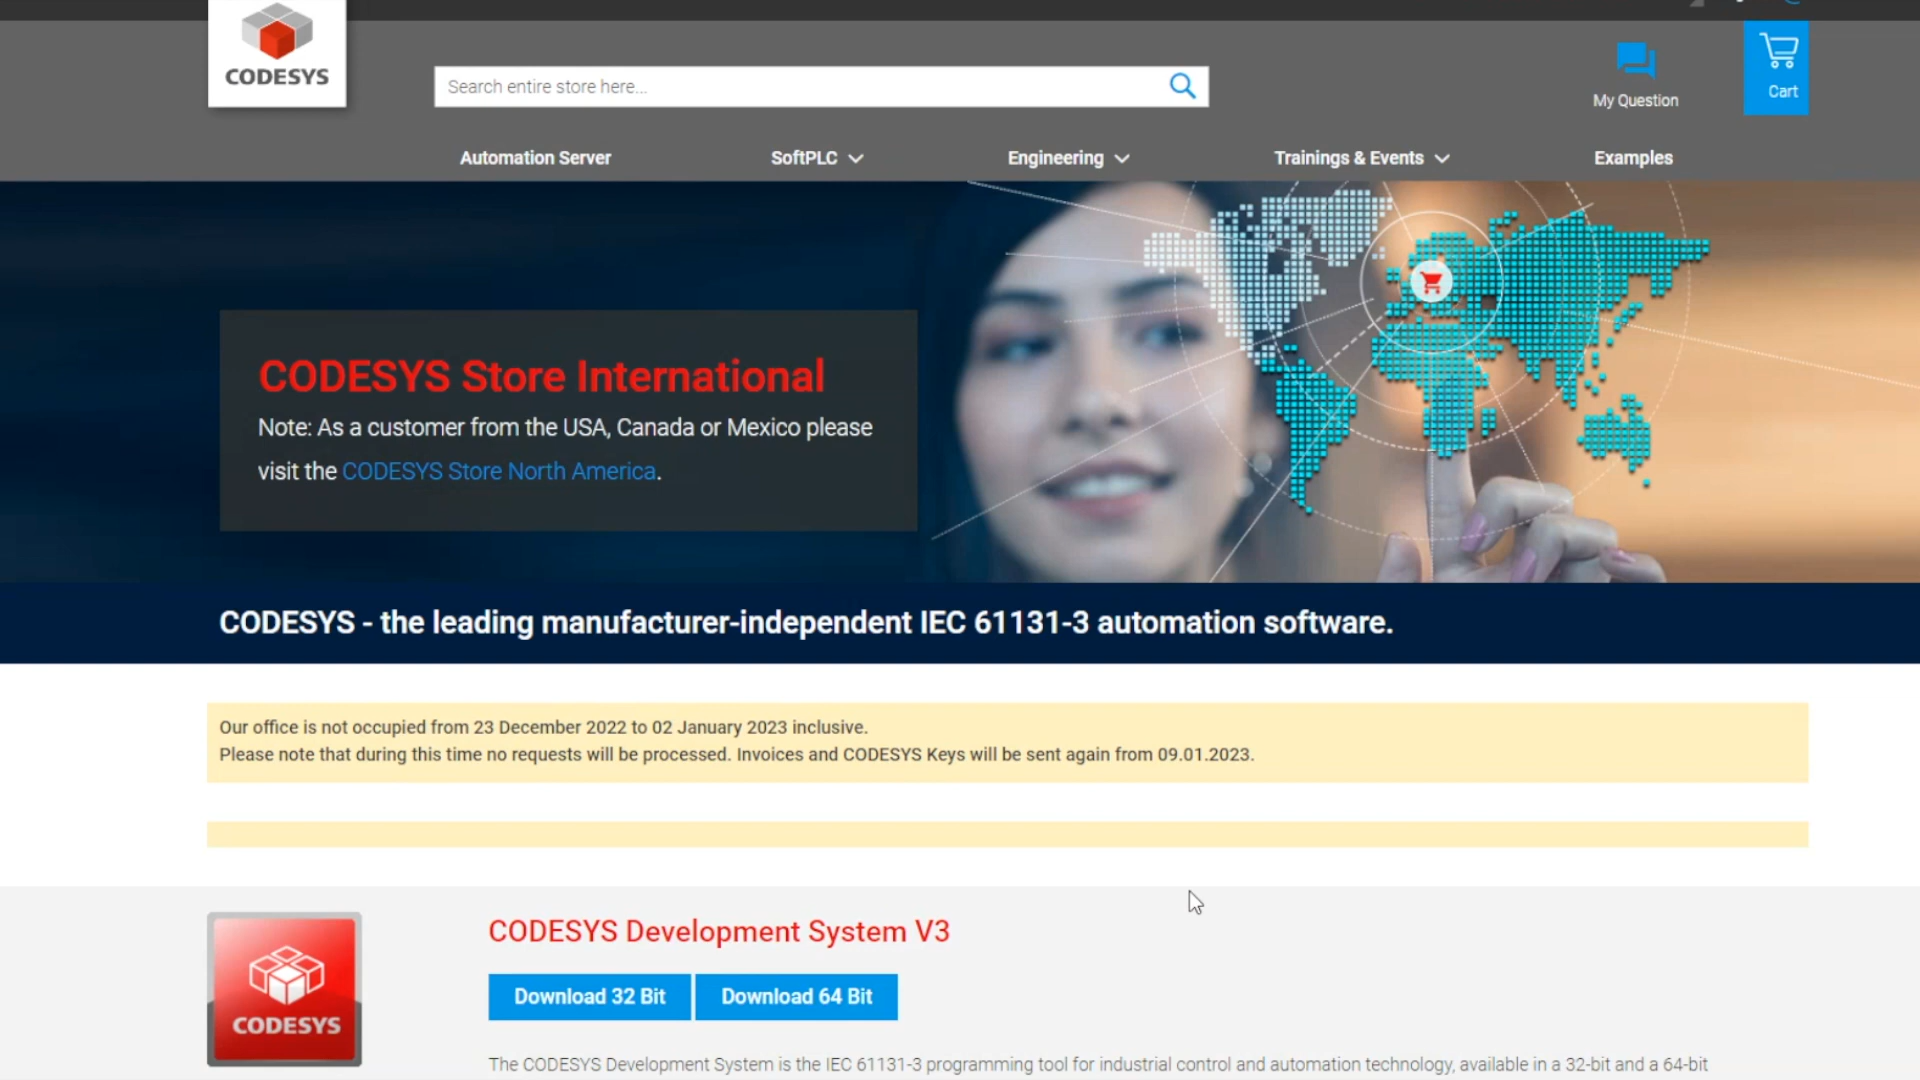 CODESYS
Search entire store here...
My Question
Cart
Automation Server
SoftPLC
Engineering
Trainings & Events
Examples
CODESYS Store International
Note: As a customer from the USA, Canada or Mexico please
visit the CODESYS Store North America.
CODESYS - the leading manufacturer-independent IEC 61131-3 automation software.
Our office is not occupied from 23 December 2022 to 02 January 2023 inclusive.
Please note that during this time no requests will be processed. Invoices and CODESYS Keys will be sent again from 09.01.2023.
CODESYS
CODESYS Development System V3
Download 32 Bit
Download 64 Bit
The CODESYS Development System is the IEC 61131-3 programming tool for industrial control and automation technology, available in a 32-bit and a 64-bit